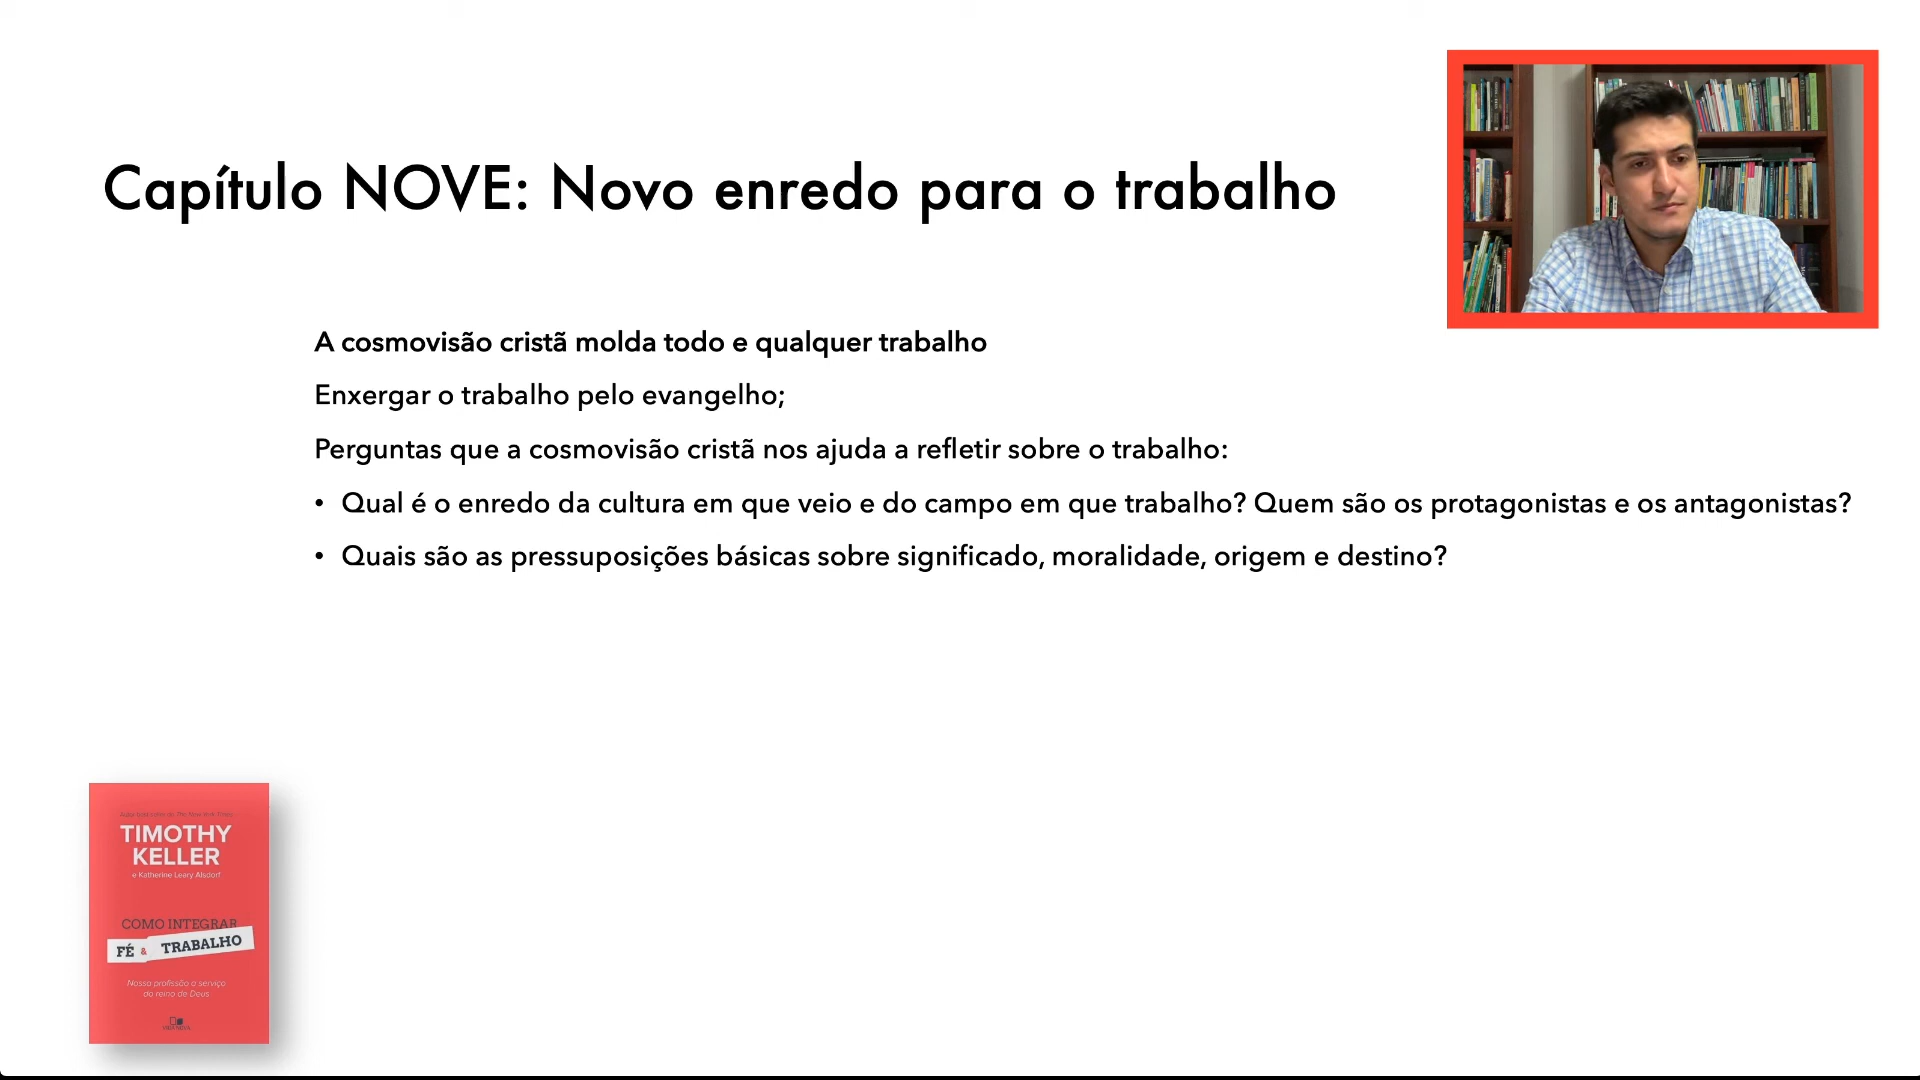 Capítulo NOVE: Novo enredo para o trabalho
A cosmovisão cristã molda todo e qualquer trabalho
Enxergar o trabalho pelo evangelho;
Perguntas que a cosmovisão cristã nos ajuda a refletir sobre o trabalho:
• Qual é o enredo da cultura em que veio e do campo em que trabalho? Quem são os protagonistas e os antagonistas?
• Quais são as pressuposições básicas sobre significado, moralidade, origem e destino?
TIMOTHY
KELLER
e Katherine Leary Alsdorf
COMO INTEGRAR
FÉ & TRABALHO
Nossa profissão a serviço
do reino de Deus